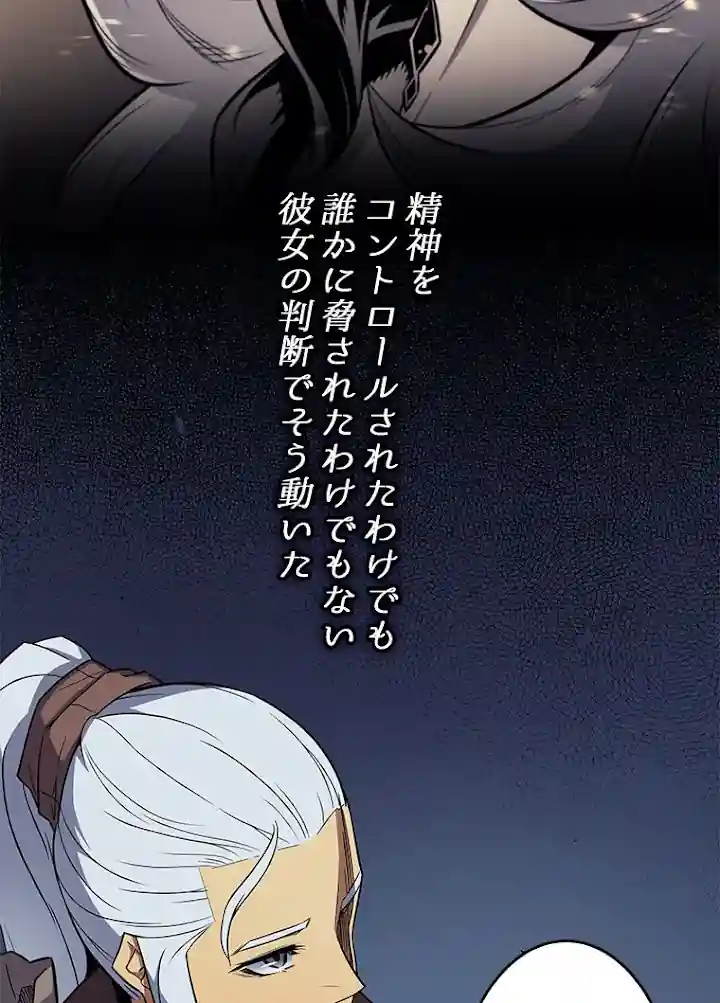 精神を
コントロールされたわけでも
誰かに脅されたわけでもない
彼女の判断でそう動いた